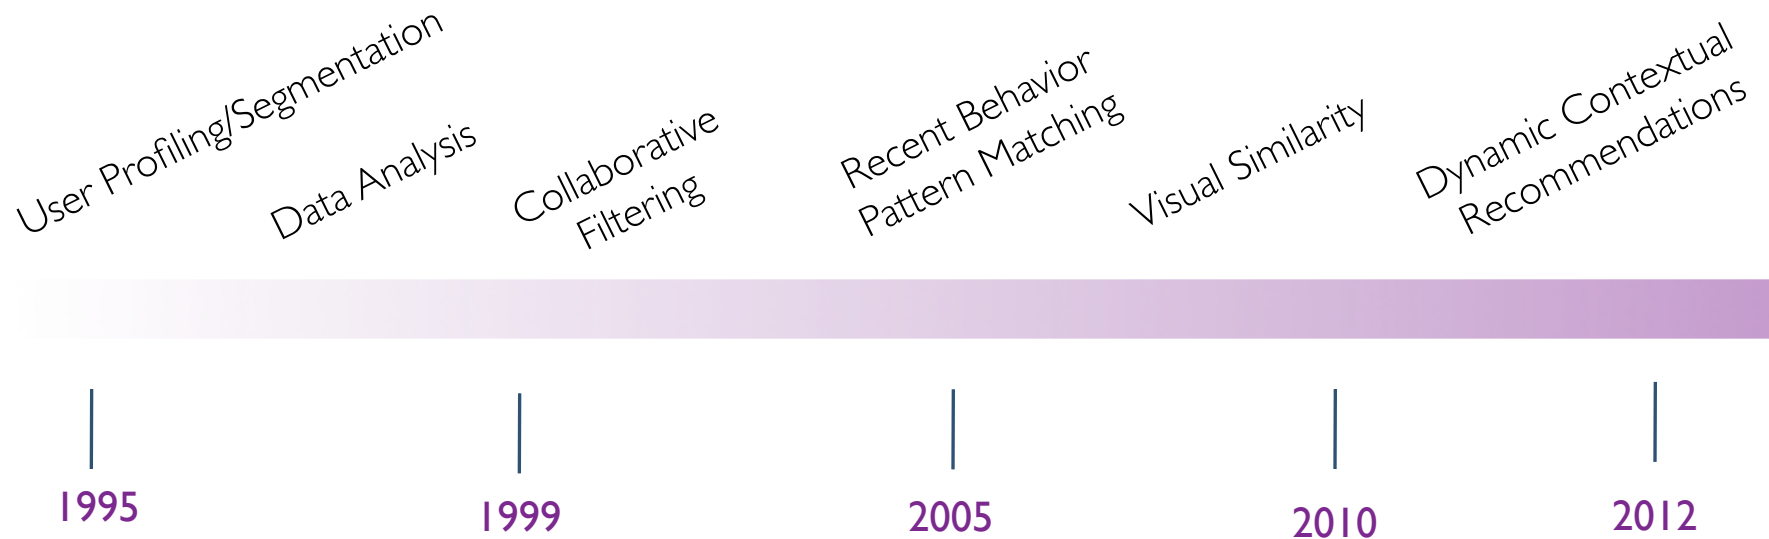 User Profiling/Segmentation
Data Analysis
Collaborative
Filtering
Recent Behavior
Pattern Matching
Visual Similarity
Dynamic Contextual
Recommendations
1995
1999
2005
2010
2012